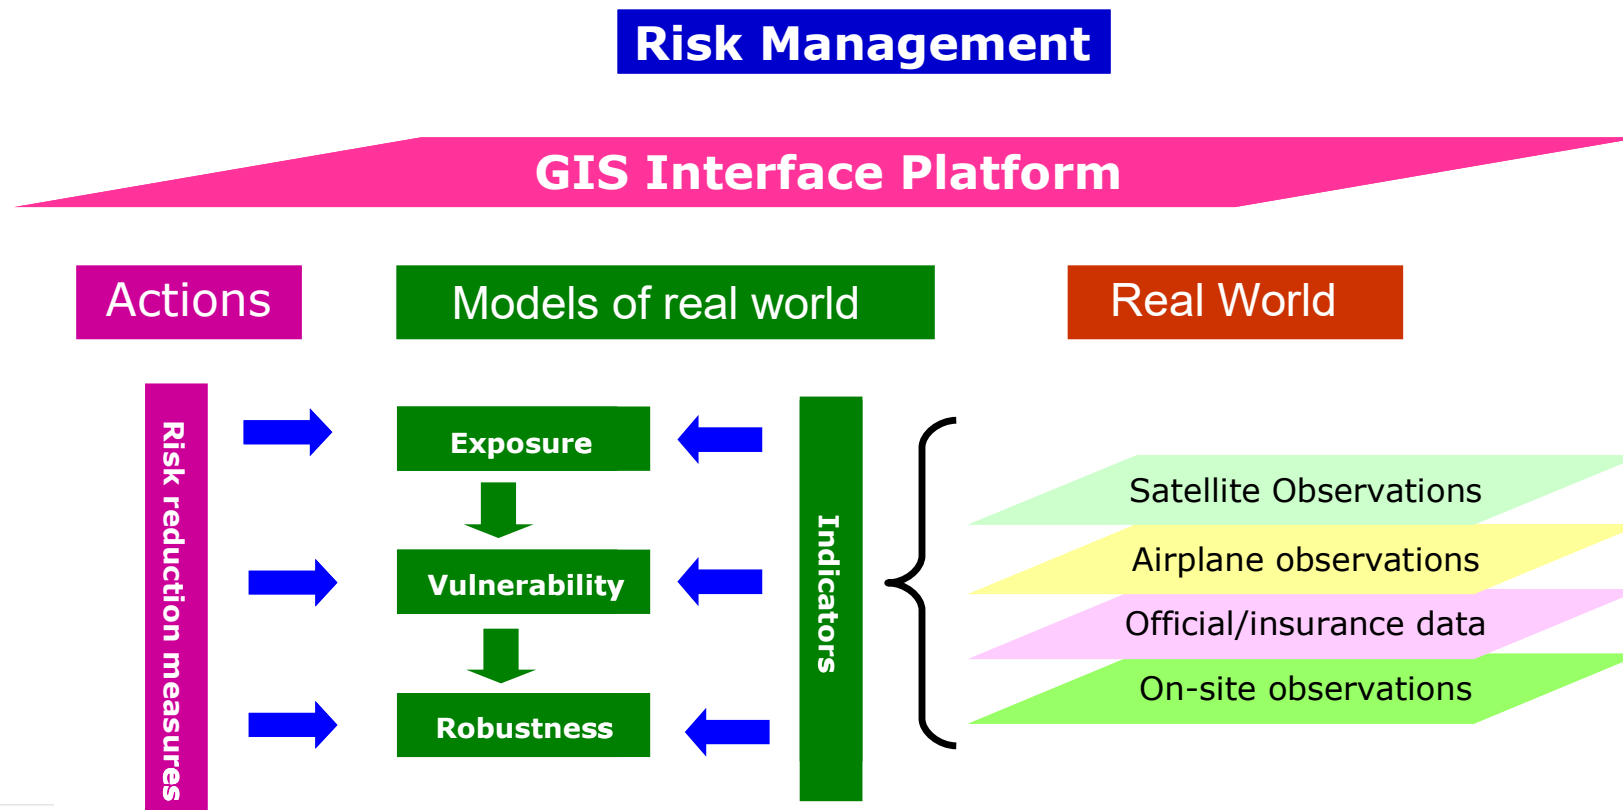 Risk Management
GIS Interface Platform
Actions
Models of real world
Real World
Risk reduction measures
Exposure
Vulnerability
Robustness
Indicators
Satellite Observations
Airplane observations
Official/insurance data
On-site observations